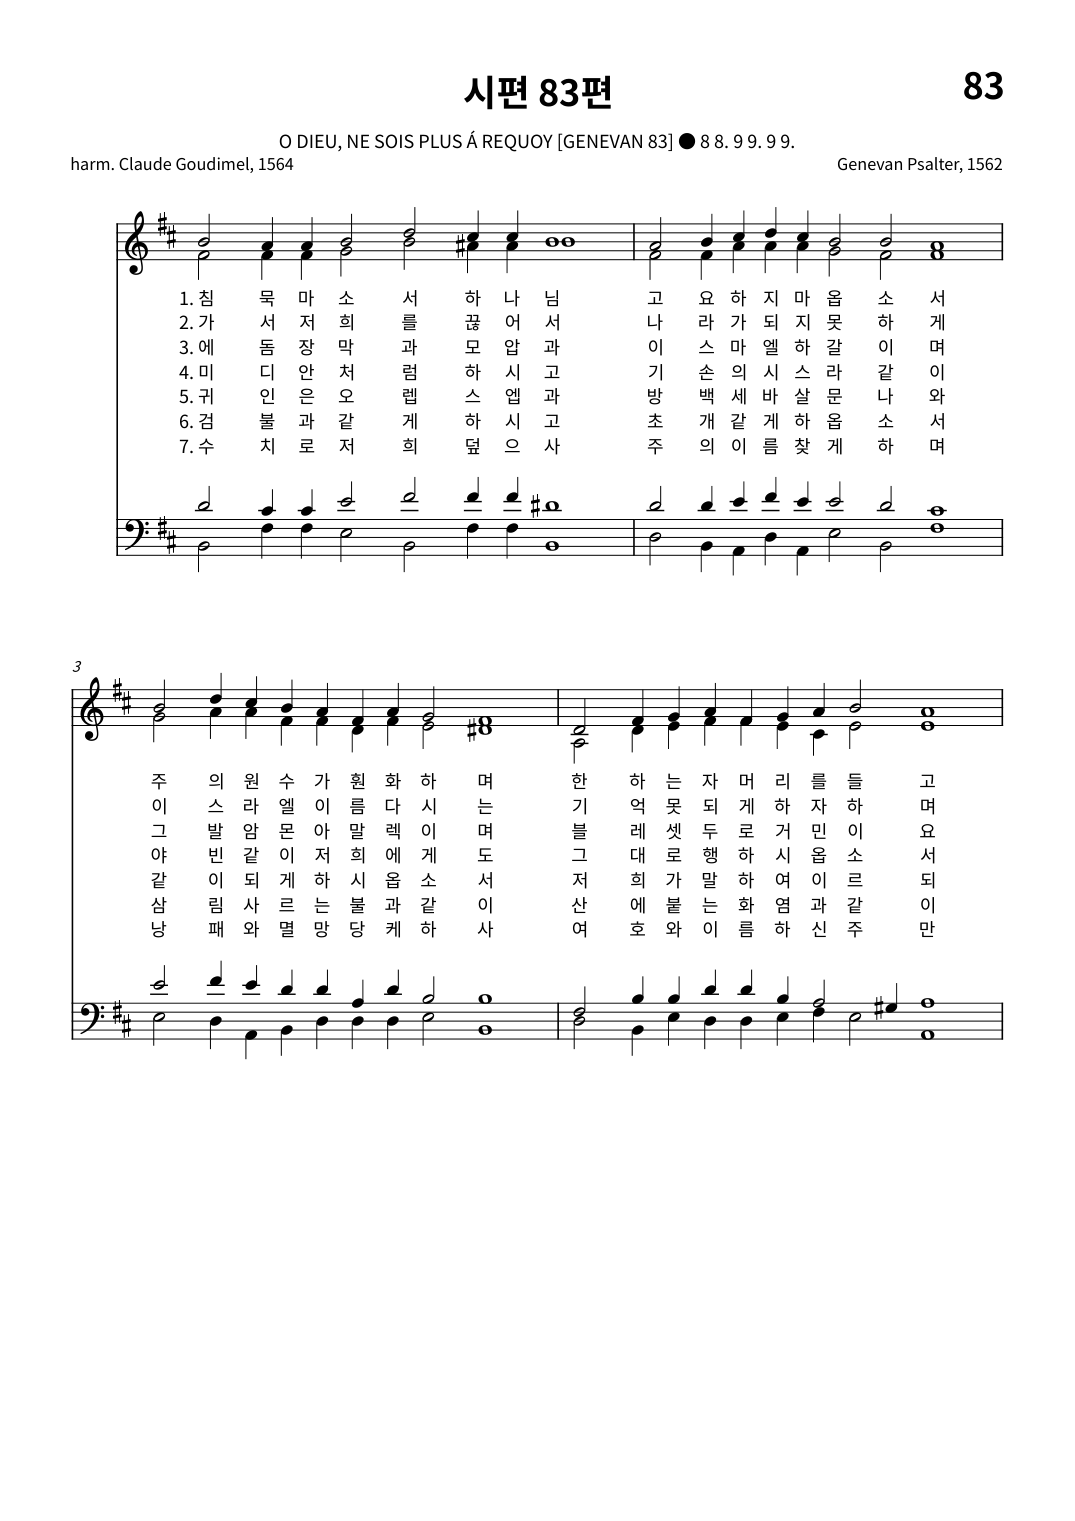 시편 83편
83
O DIEU, NE SOIS PLUS Á REQUOY [GENEVAN 83] ● 8 8. 9 9. 9 9.
harm. Claude Goudimel, 1564
Genevan Psalter, 1562
1. 침 묵 마 소 서 하 나 님 고 요 하 지 마 옵 소 서
2. 가 서 저 희 를 끊 어 서 나 라 가 되 지 못 하 게
3. 에 돔 장 막 과 모 압 과 이 스 마 엘 하 갈 이 며
4. 미 디 안 처 럼 하 시 고 기 손 의 시 스 라 같 이
5. 귀 인 은 오 렙 스 엡 과 방 백 세 바 살 문 나 와
6. 검 불 과 같 게 하 시 고 초 개 같 게 하 옵 소 서
7. 수 치 로 저 희 덮 으 사 주 의 이 름 찾 게 하 며
3
주 의 원 수 가 훤 화 하 며 한 하 는 자 머 리 를 들 고
이 스 라 엘 이 름 다 시 는 기 억 못 되 게 하 자 하 며
그 발 암 몬 아 말 렉 이 며 블 레 셋 두 로 거 민 이 요
야 빈 같 이 저 희 에 게 도 그 대 로 행 하 시 옵 소 서
같 이 되 게 하 시 옵 소 서 저 희 가 말 하 여 이 르 되
삼 림 사 르 는 불 과 같 이 산 에 붙 는 화 염 과 같 이
낭 패 와 멸 망 당 케 하 사 여 호 와 이 름 하 신 주 만